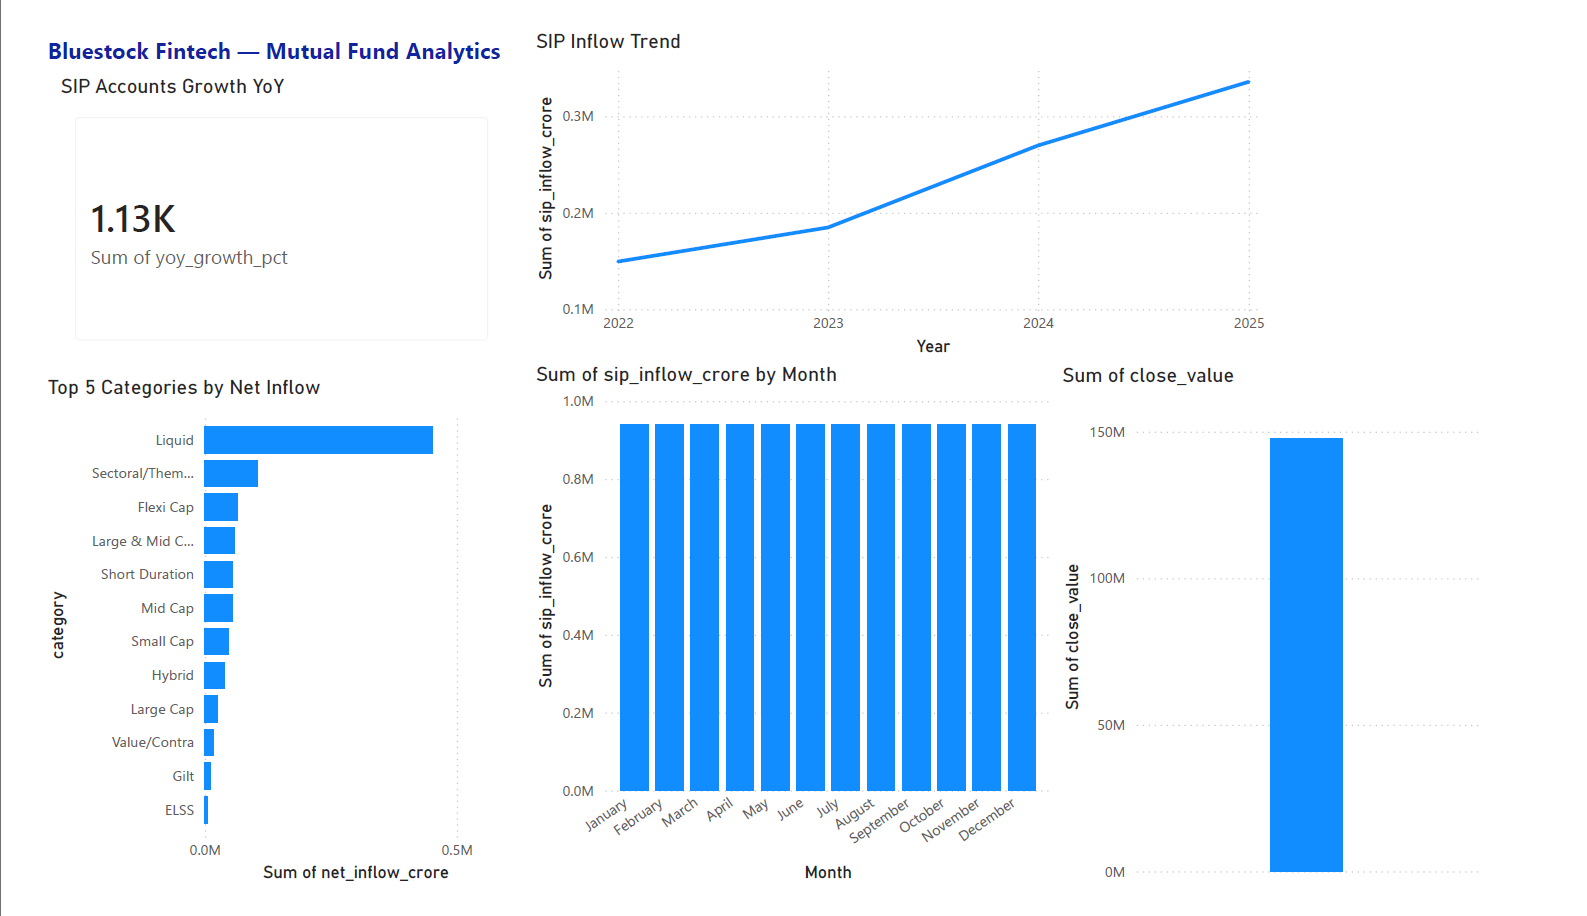 Bluestock Fintech — Mutual Fund Analytics
SIP Accounts Growth YoY
1.13K
Sum of yoy_growth_pct
SIP Inflow Trend
Sum of sip_inflow_crore
0.3M
0.2M
0.1M
2022 2023 2024 2025
Year
Top 5 Categories by Net Inflow
category
Liquid
Sectoral/Them...
Flexi Cap
Large & Mid C...
Short Duration
Mid Cap
Small Cap
Hybrid
Large Cap
Value/Contra
Gilt
ELSS
0.0M 0.5M
Sum of net_inflow_crore
Sum of sip_inflow_crore by Month
Sum of sip_inflow_crore
1.0M
0.8M
0.6M
0.4M
0.2M
0.0M
January February March April May June July August September October November December
Month
Sum of close_value
Sum of close_value
150M
100M
50M
0M